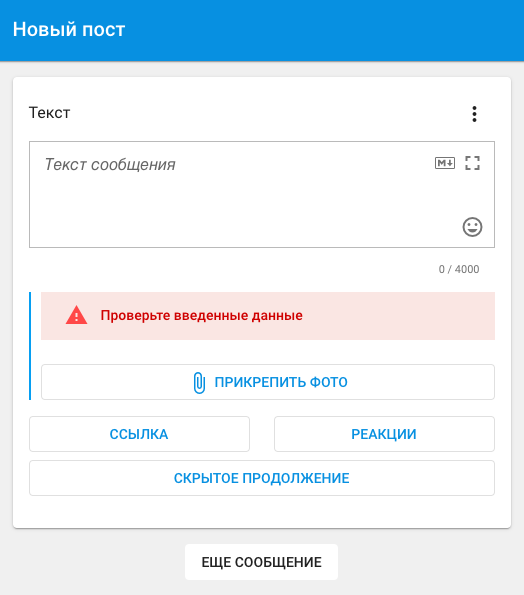 Новый пост
Текст
Текст сообщения
M
0 / 4000
Проверьте введенные данные
ПРИКРЕПИТЬ ФОТО
ССЫЛКА
РЕАКЦИИ
СКРЫТОЕ ПРОДОЛЖЕНИЕ
ЕЩЕ СООБЩЕНИЕ